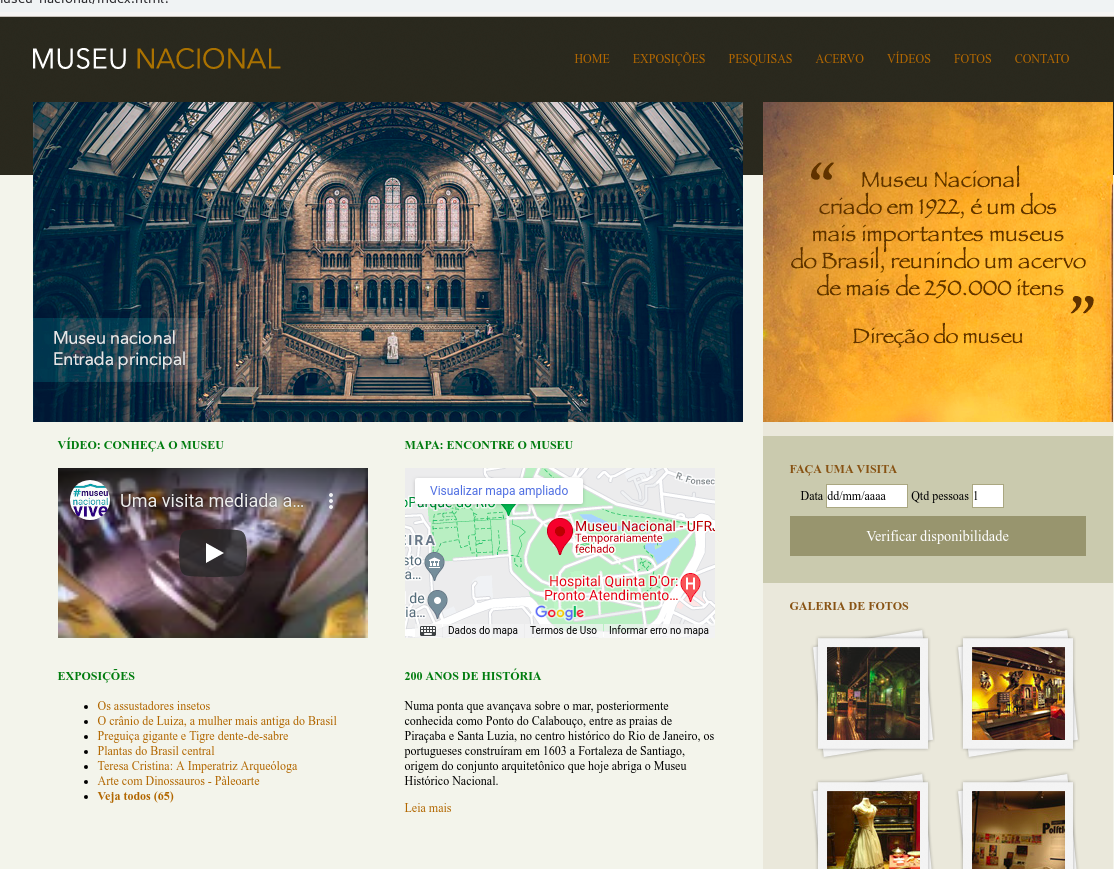 MUSEU NACIONAL
HOME EXPOSIÇÕES PESQUISAS ACERVO VÍDEOS FOTOS CONTATO
Museu nacional
Entrada principal
“ Museu Nacional
criado em 1922, é um dos
mais importantes museus
do Brasil, reunindo um acervo
de mais de 250.000 itens ”
Direção do museu
VÍDEO: CONHEÇA O MUSEU
#museu
nacional
vive
Uma visita mediada a...
MAPA: ENCONTRE O MUSEU
Visualizar mapa ampliado
R. Fonsec
Parque do Rio
Museu Nacional - UFRJ
Temporariamente
fechado
EIRA
sto
a...
Hospital Quinta D'Or:
Pronto Atendimento...
de
ia...
Google
Dados do mapa Termos de Uso Informar erro no mapa
EXPOSIÇÕES
Os assustadores insetos
O crânio de Luiza, a mulher mais antiga do Brasil
Preguiça gigante e Tigre dente-de-sabre
Plantas do Brasil central
Teresa Cristina: A Imperatriz Arqueóloga
Arte com Dinossauros - Páleoarte
Veja todos (65)
200 ANOS DE HISTÓRIA
Numa ponta que avançava sobre o mar, posteriormente
conhecida como Ponto do Calabouço, entre as praias de
Piraçaba e Santa Luzia, no centro histórico do Rio de Janeiro, os
portugueses construíram em 1603 a Fortaleza de Santiago,
origem do conjunto arquitetônico que hoje abriga o Museu
Histórico Nacional.
Leia mais
FAÇA UMA VISITA
Data dd/mm/aaaa Qtd pessoas 1
Verificar disponibilidade
GALERIA DE FOTOS